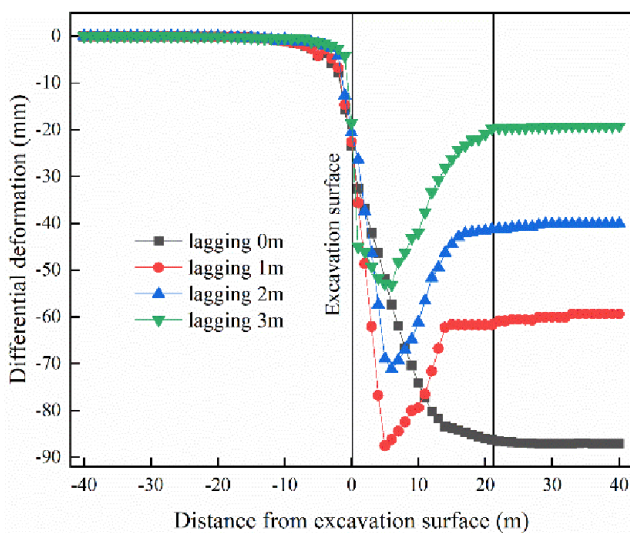 0
-10
-20
-30
-40
-50
-60
-70
-80
-90
Differential deformation (mm)
lagging 0m
lagging 1m
lagging 2m
lagging 3m
Excavation surface
-40 -30 -20 -10 0 10 20 30 40
Distance from excavation surface (m)